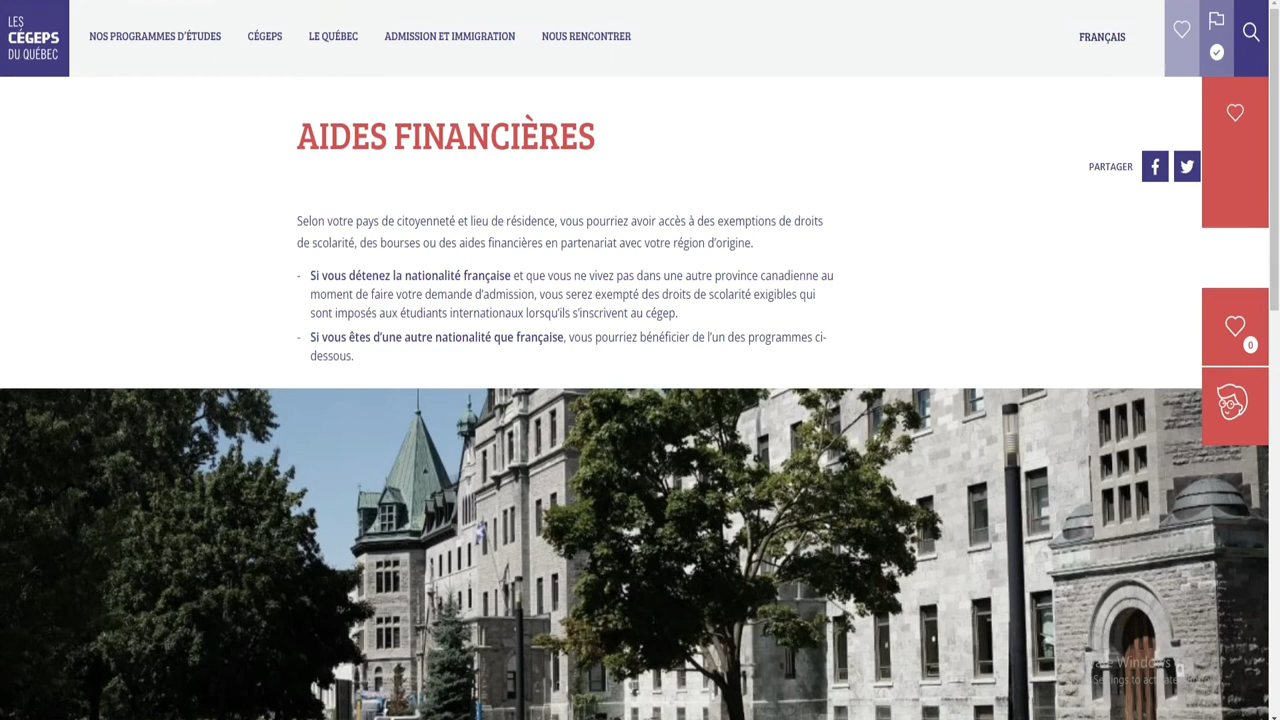 LES
CÉGEPS
DU QUÉBEC
NOS PROGRAMMES D'ÉTUDES CÉGEPS LE QUÉBEC ADMISSION ET IMMIGRATION NOUS RENCONTRER FRANÇAIS
AIDES FINANCIÈRES
PARTAGER
Selon votre pays de citoyenneté et lieu de résidence, vous pourriez avoir accès à des exemptions de droits
de scolarité, des bourses ou des aides financières en partenariat avec votre région d'origine.
- Si vous détenez la nationalité française et que vous ne vivez pas dans une autre province canadienne au
moment de faire votre demande d'admission, vous serez exempté des droits de scolarité exigibles qui
sont imposés aux étudiants internationaux lorsqu'ils s'inscrivent au cégep.
- Si vous êtes d'une autre nationalité que française, vous pourriez bénéficier de l'un des programmes ci-
dessous.
0
Windows
Settings to